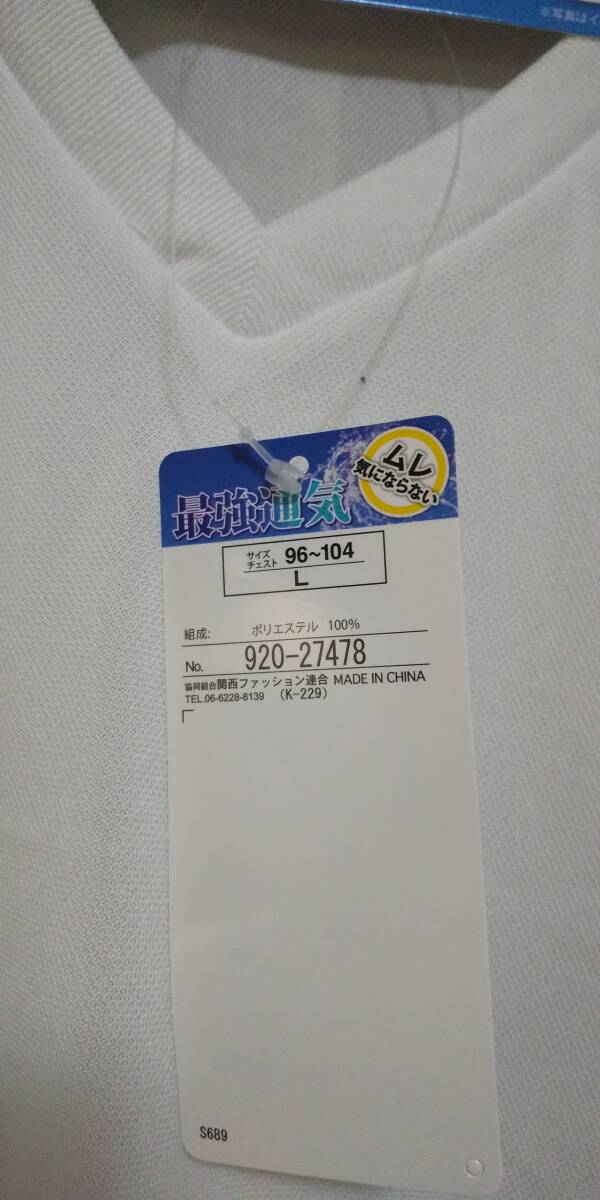 ムレ
気にならない
最強通気
サイズ
チェスト 96~104
L
組成: ポリエステル 100%
No. 920-27478
協同組合関西ファッション連合 MADE IN CHINA
TEL.06-6228-8139 (K-229)
S689